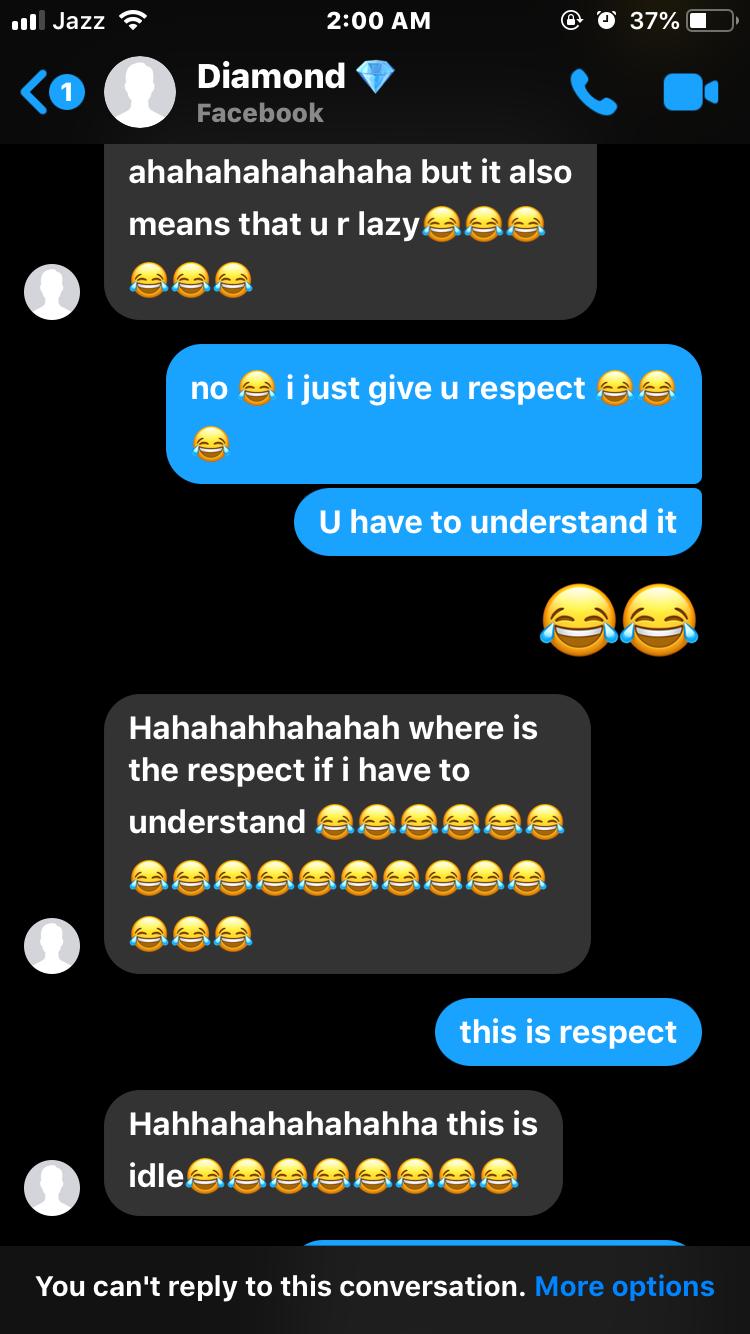 Jazz 2:00 AM 37%
1 Diamond 💎
Facebook
ahahahahahahaha but it also
means that u r lazy😂😂😂
😂😂😂
no 😂 i just give u respect 😂😂
😂
U have to understand it
😂😂
Hahahahhahahah where is
the respect if i have to
understand 😂😂😂😂😂😂
😂😂😂😂😂😂😂😂😂😂
😂😂😂
this is respect
Hahhahahahahahha this is
idle😂😂😂😂😂😂😂😂
You can't reply to this conversation. More options